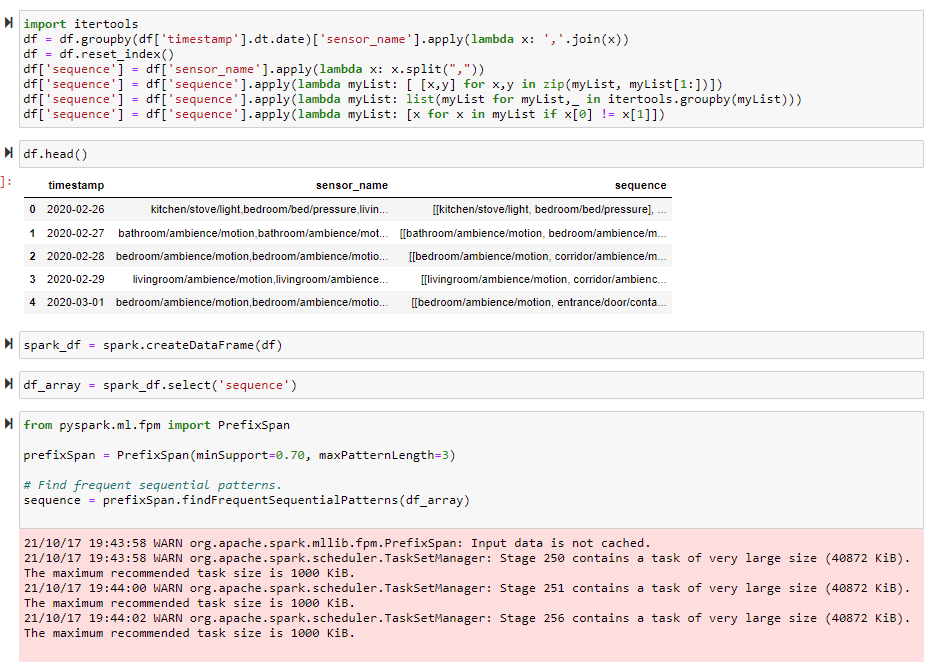 import itertools
df = df.groupby(df['timestamp'].dt.date)['sensor_name'].apply(lambda x: ','.join(x))
df = df.reset_index()
df['sequence'] = df['sensor_name'].apply(lambda x: x.split(","))
df['sequence'] = df['sequence'].apply(lambda myList: [ [x,y] for x,y in zip(myList, myList[1:])])
df['sequence'] = df['sequence'].apply(lambda myList: list(myList for myList,_ in itertools.groupby(myList)))
df['sequence'] = df['sequence'].apply(lambda myList: [x for x in myList if x[0] != x[1]])
df.head()
]:
timestamp sensor_name sequence
0 2020-02-26 kitchen/stove/light,bedroom/bed/pressure,livin... [[kitchen/stove/light, bedroom/bed/pressure], ...
1 2020-02-27 bathroom/ambience/motion,bathroom/ambience/mot... [[bathroom/ambience/motion, bedroom/ambience/m...
2 2020-02-28 bedroom/ambience/motion,bedroom/ambience/motio... [[bedroom/ambience/motion, corridor/ambience/m...
3 2020-02-29 livingroom/ambience/motion,livingroom/ambience... [[livingroom/ambience/motion, corridor/ambienc...
4 2020-03-01 bedroom/ambience/motion,bedroom/ambience/motio... [[bedroom/ambience/motion, entrance/door/conta...
spark_df = spark.createDataFrame(df)
df_array = spark_df.select('sequence')
from pyspark.ml.fpm import PrefixSpan
prefixSpan = PrefixSpan(minSupport=0.70, maxPatternLength=3)
# Find frequent sequential patterns.
sequence = prefixSpan.findFrequentSequentialPatterns(df_array)
21/10/17 19:43:58 WARN org.apache.spark.mllib.fpm.PrefixSpan: Input data is not cached.
21/10/17 19:43:58 WARN org.apache.spark.scheduler.TaskSetManager: Stage 250 contains a task of very large size (40872 KiB).
The maximum recommended task size is 1000 KiB.
21/10/17 19:44:00 WARN org.apache.spark.scheduler.TaskSetManager: Stage 251 contains a task of very large size (40872 KiB).
The maximum recommended task size is 1000 KiB.
21/10/17 19:44:02 WARN org.apache.spark.scheduler.TaskSetManager: Stage 256 contains a task of very large size (40872 KiB).
The maximum recommended task size is 1000 KiB.